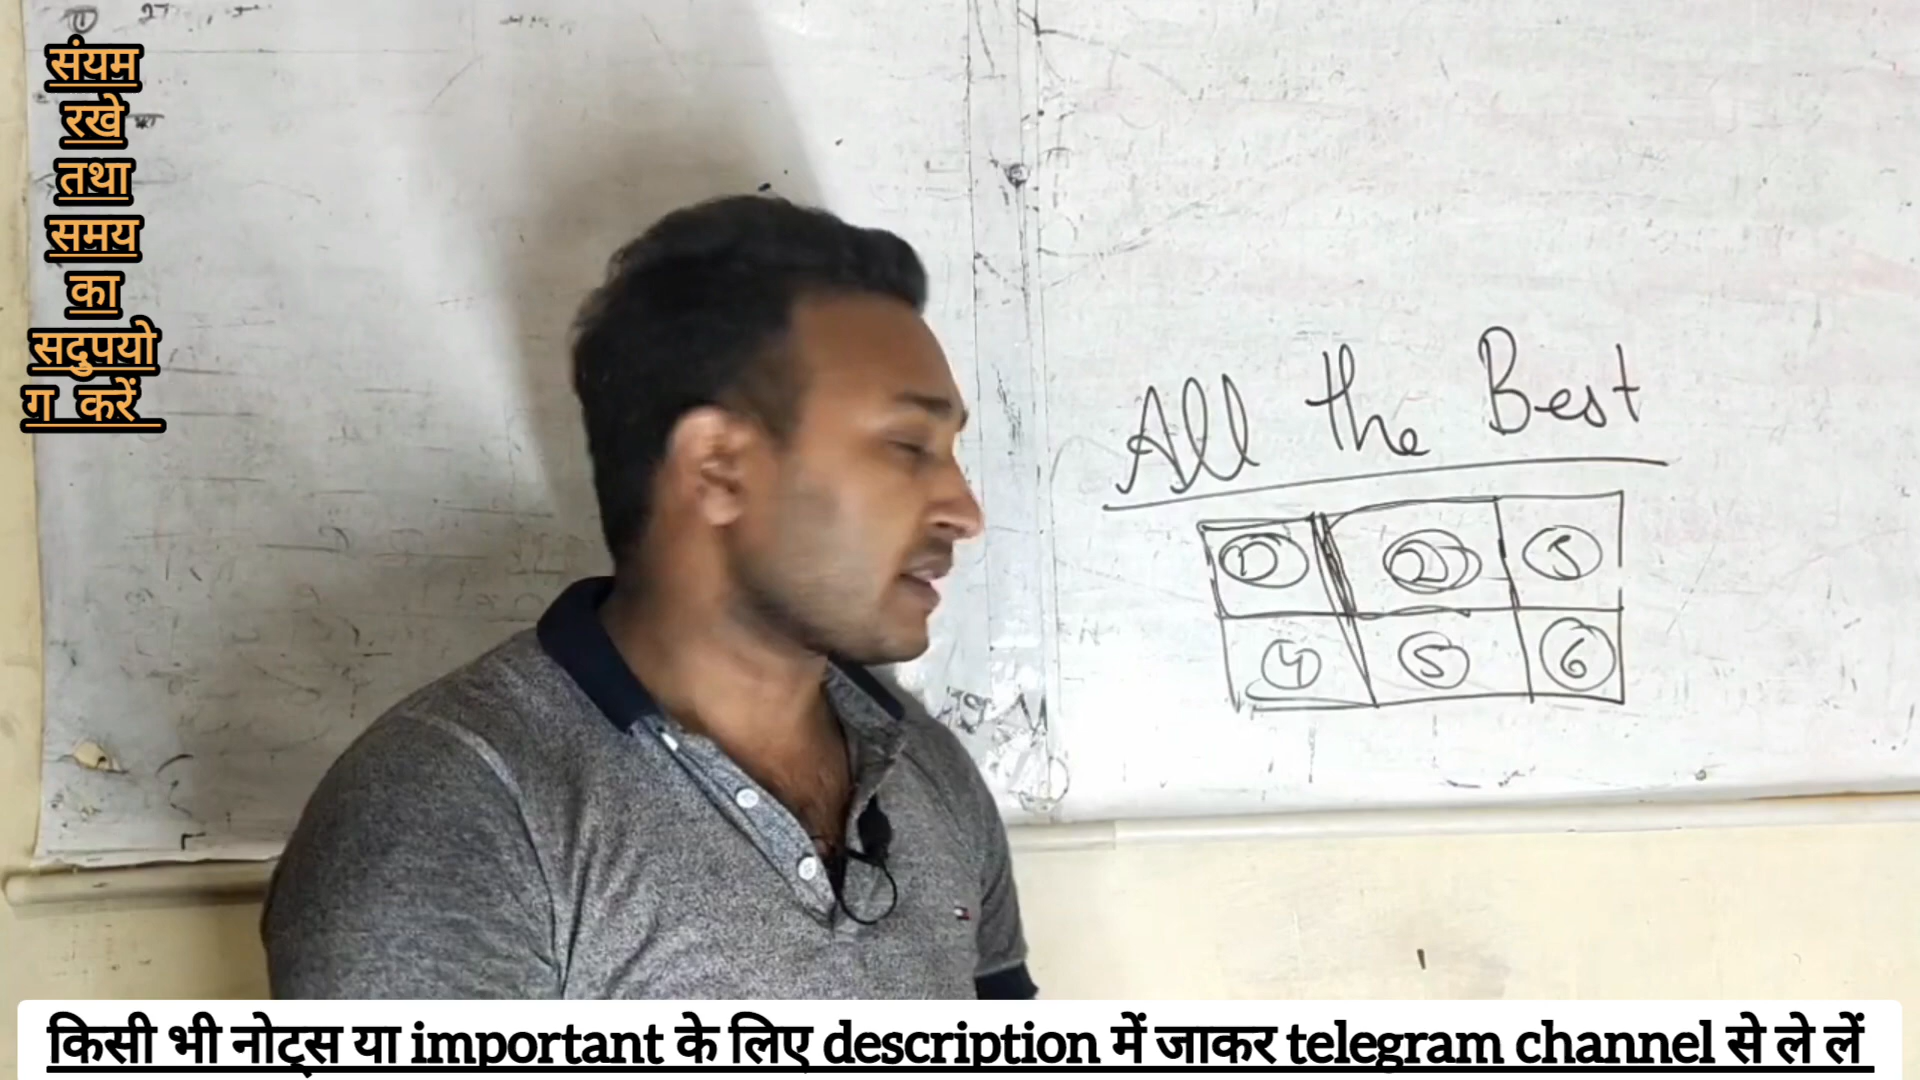 संयम
रखे
तथा
समय
का
सदुपयो
ग करें
All the Best
1 2 3
4 5 6
किसी भी नोट्स या important के लिए description में जाकर telegram channel से ले लें